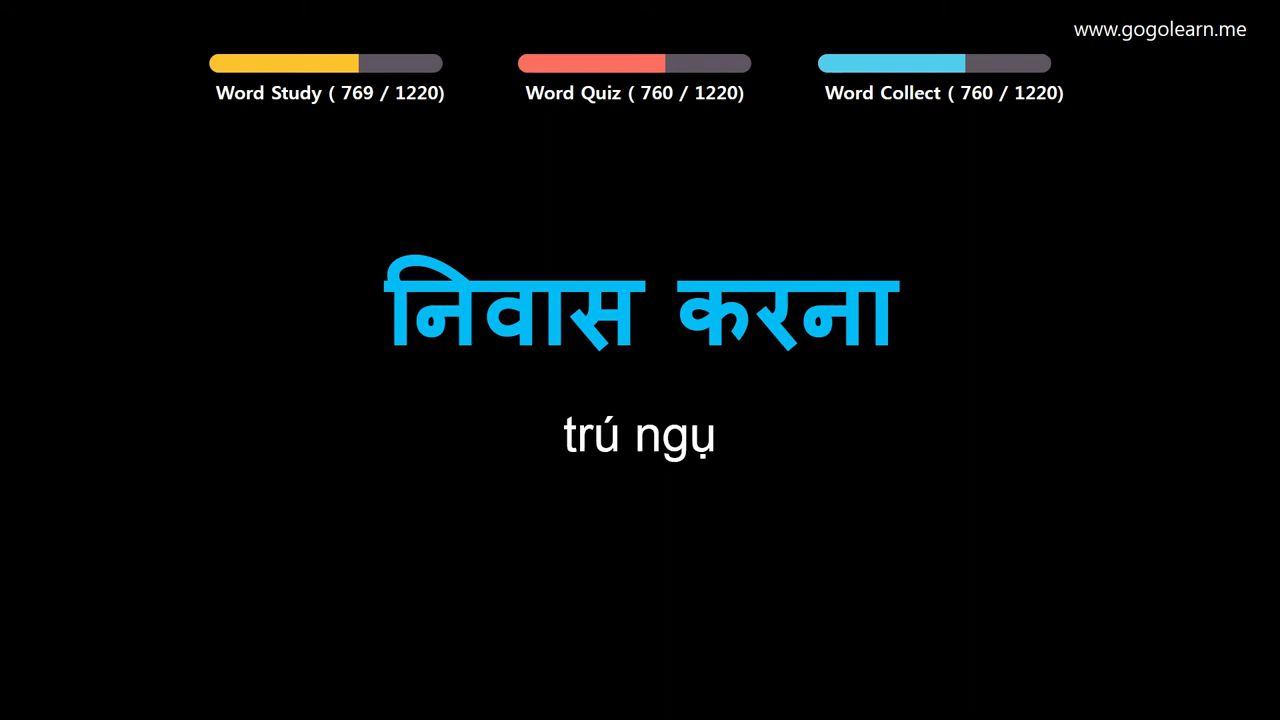 www.gogolearn.me
Word Study ( 769 / 1220)
Word Quiz ( 760 / 1220)
Word Collect ( 760 / 1220)
निवास करना
trú ngụ